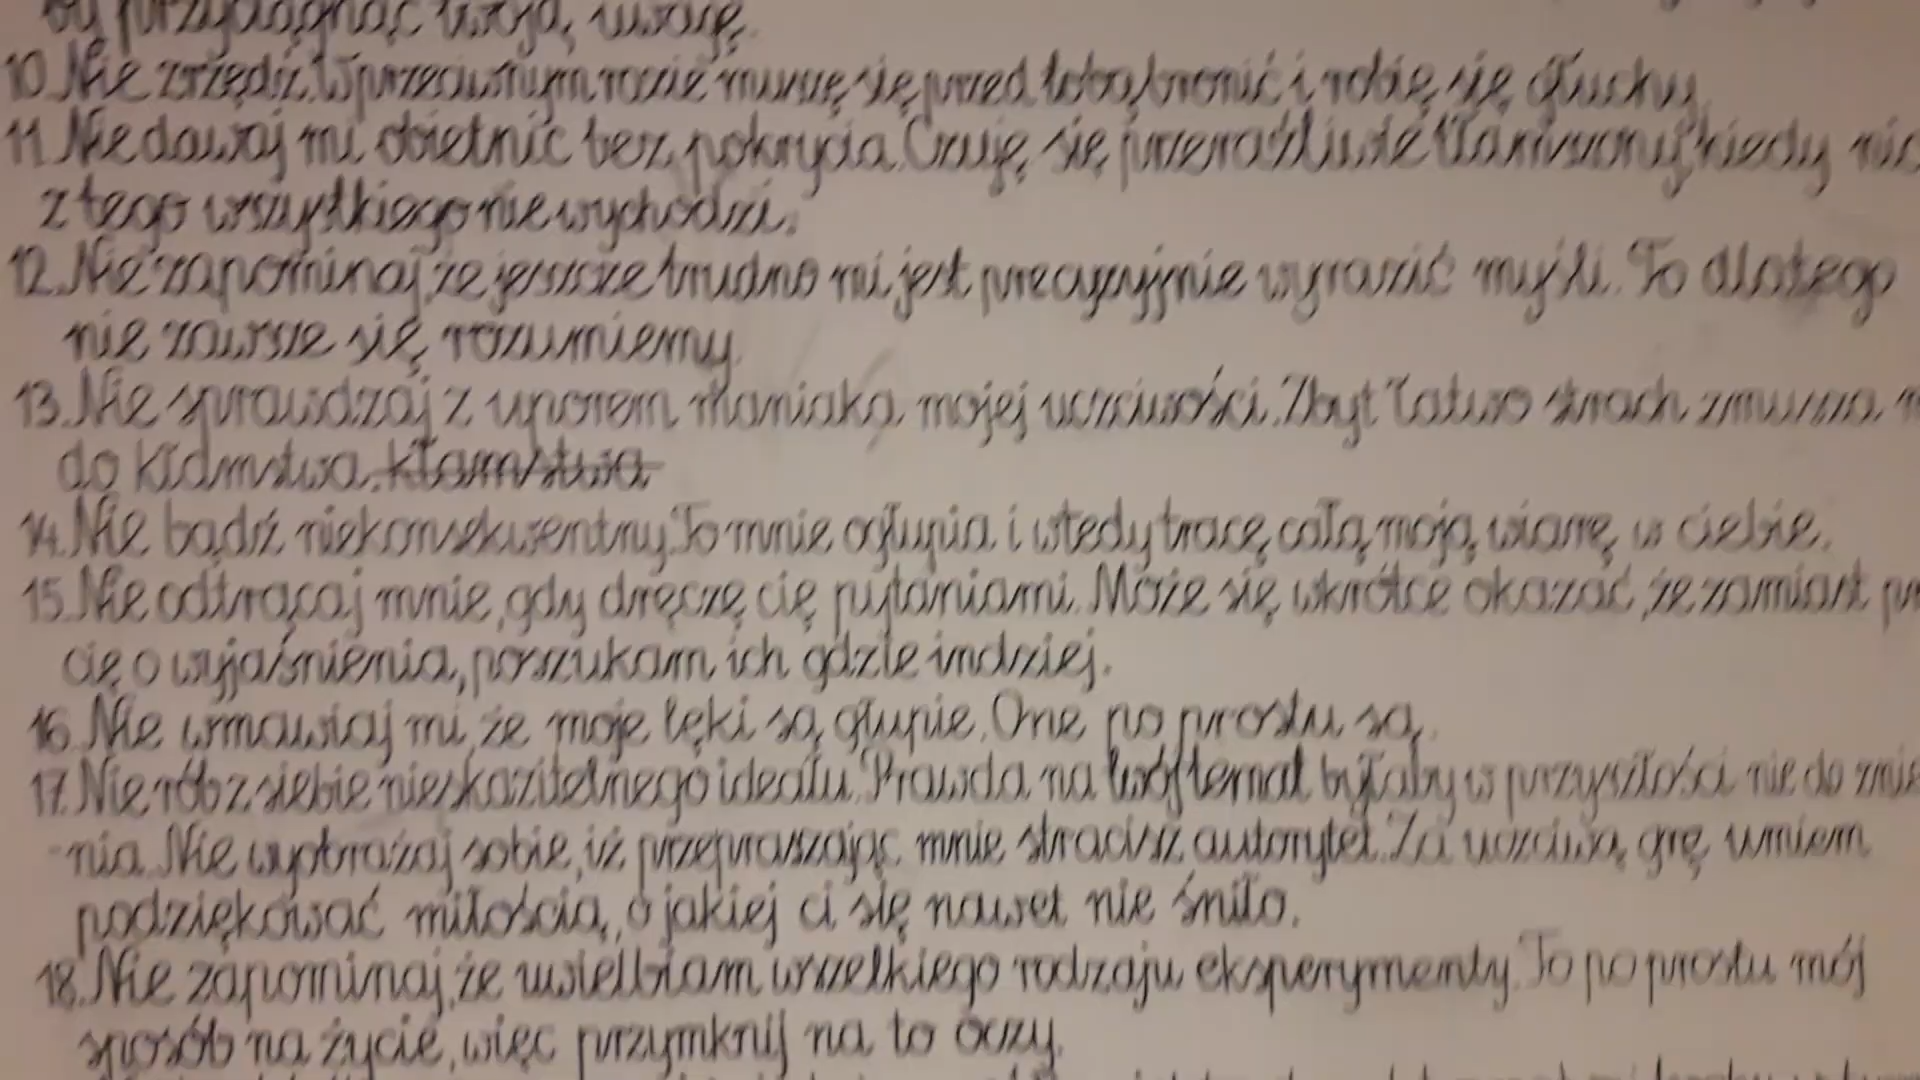 by przyciągnąć twoją uwagę.
10. Nie zrzędź. W przeciwnym razie muszę się przed tobą bronić i robię się głuchy.
11. Nie dawaj mi obietnic bez pokrycia. Czuję się przeraźliwie tłamszony, kiedy nic
z tego wszystkiego nie wychodzi.
12. Nie zapominaj, że jeszcze trudno mi jest precyzyjnie wyrazić myśli. To dlatego
nie zawsze się rozumiemy.
13. Nie sprawdzaj z uporem maniaka mojej uczciwości. Zbyt łatwo strach zmusza m
do kłamstwa. kłamstwa
14. Nie bądź niekonsekwentny. To mnie ogłupia i wtedy tracę całą moją wiarę w ciebie.
15. Nie odtrącaj mnie, gdy dręczę cię pytaniami. Może się wkrótce okazać, że zamiast pr
cię o wyjaśnienia, poszukam ich gdzie indziej.
16. Nie wmawiaj mi, że moje lęki są głupie. One po prostu są.
17. Nie rób z siebie nieskazitelnego ideału. Prawda na twój temat byłaby w przyszłości nie do znie
-nia. Nie wyobrażaj sobie, iż przepraszając mnie stracisz autorytet. Za uczciwą grę umiem
podziękować miłością, o jakiej ci się nawet nie śniło.
18. Nie zapominaj, że uwielbiam wszelkiego rodzaju eksperymenty. To po prostu mój
sposób na życie, więc przymknij na to oczy.